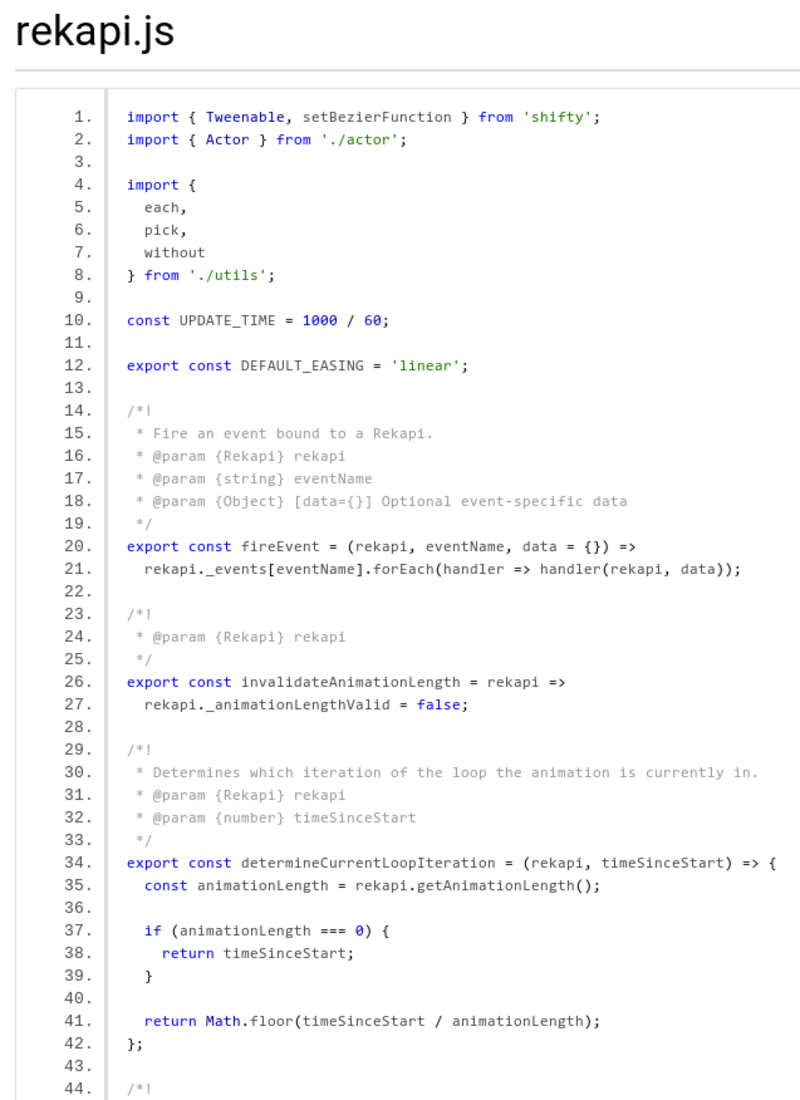 rekapi.js
1. import { Tweenable, setBezierFunction } from 'shifty';
2. import { Actor } from './actor';
3.
4. import {
5.   each,
6.   pick,
7.   without
8. } from './utils';
9.
10. const UPDATE_TIME = 1000 / 60;
11.
12. export const DEFAULT_EASING = 'linear';
13.
14. /*!
15.  * Fire an event bound to a Rekapi.
16.  * @param {Rekapi} rekapi
17.  * @param {string} eventName
18.  * @param {Object} [data={}] Optional event-specific data
19.  */
20. export const fireEvent = (rekapi, eventName, data = {}) =>
21.   rekapi._events[eventName].forEach(handler => handler(rekapi, data));
22.
23. /*!
24.  * @param {Rekapi} rekapi
25.  */
26. export const invalidateAnimationLength = rekapi =>
27.   rekapi._animationLengthValid = false;
28.
29. /*!
30.  * Determines which iteration of the loop the animation is currently in.
31.  * @param {Rekapi} rekapi
32.  * @param {number} timeSinceStart
33.  */
34. export const determineCurrentLoopIteration = (rekapi, timeSinceStart) => {
35.   const animationLength = rekapi.getAnimationLength();
36.
37.   if (animationLength === 0) {
38.     return timeSinceStart;
39.   }
40.
41.   return Math.floor(timeSinceStart / animationLength);
42. };
43.
44. /*!